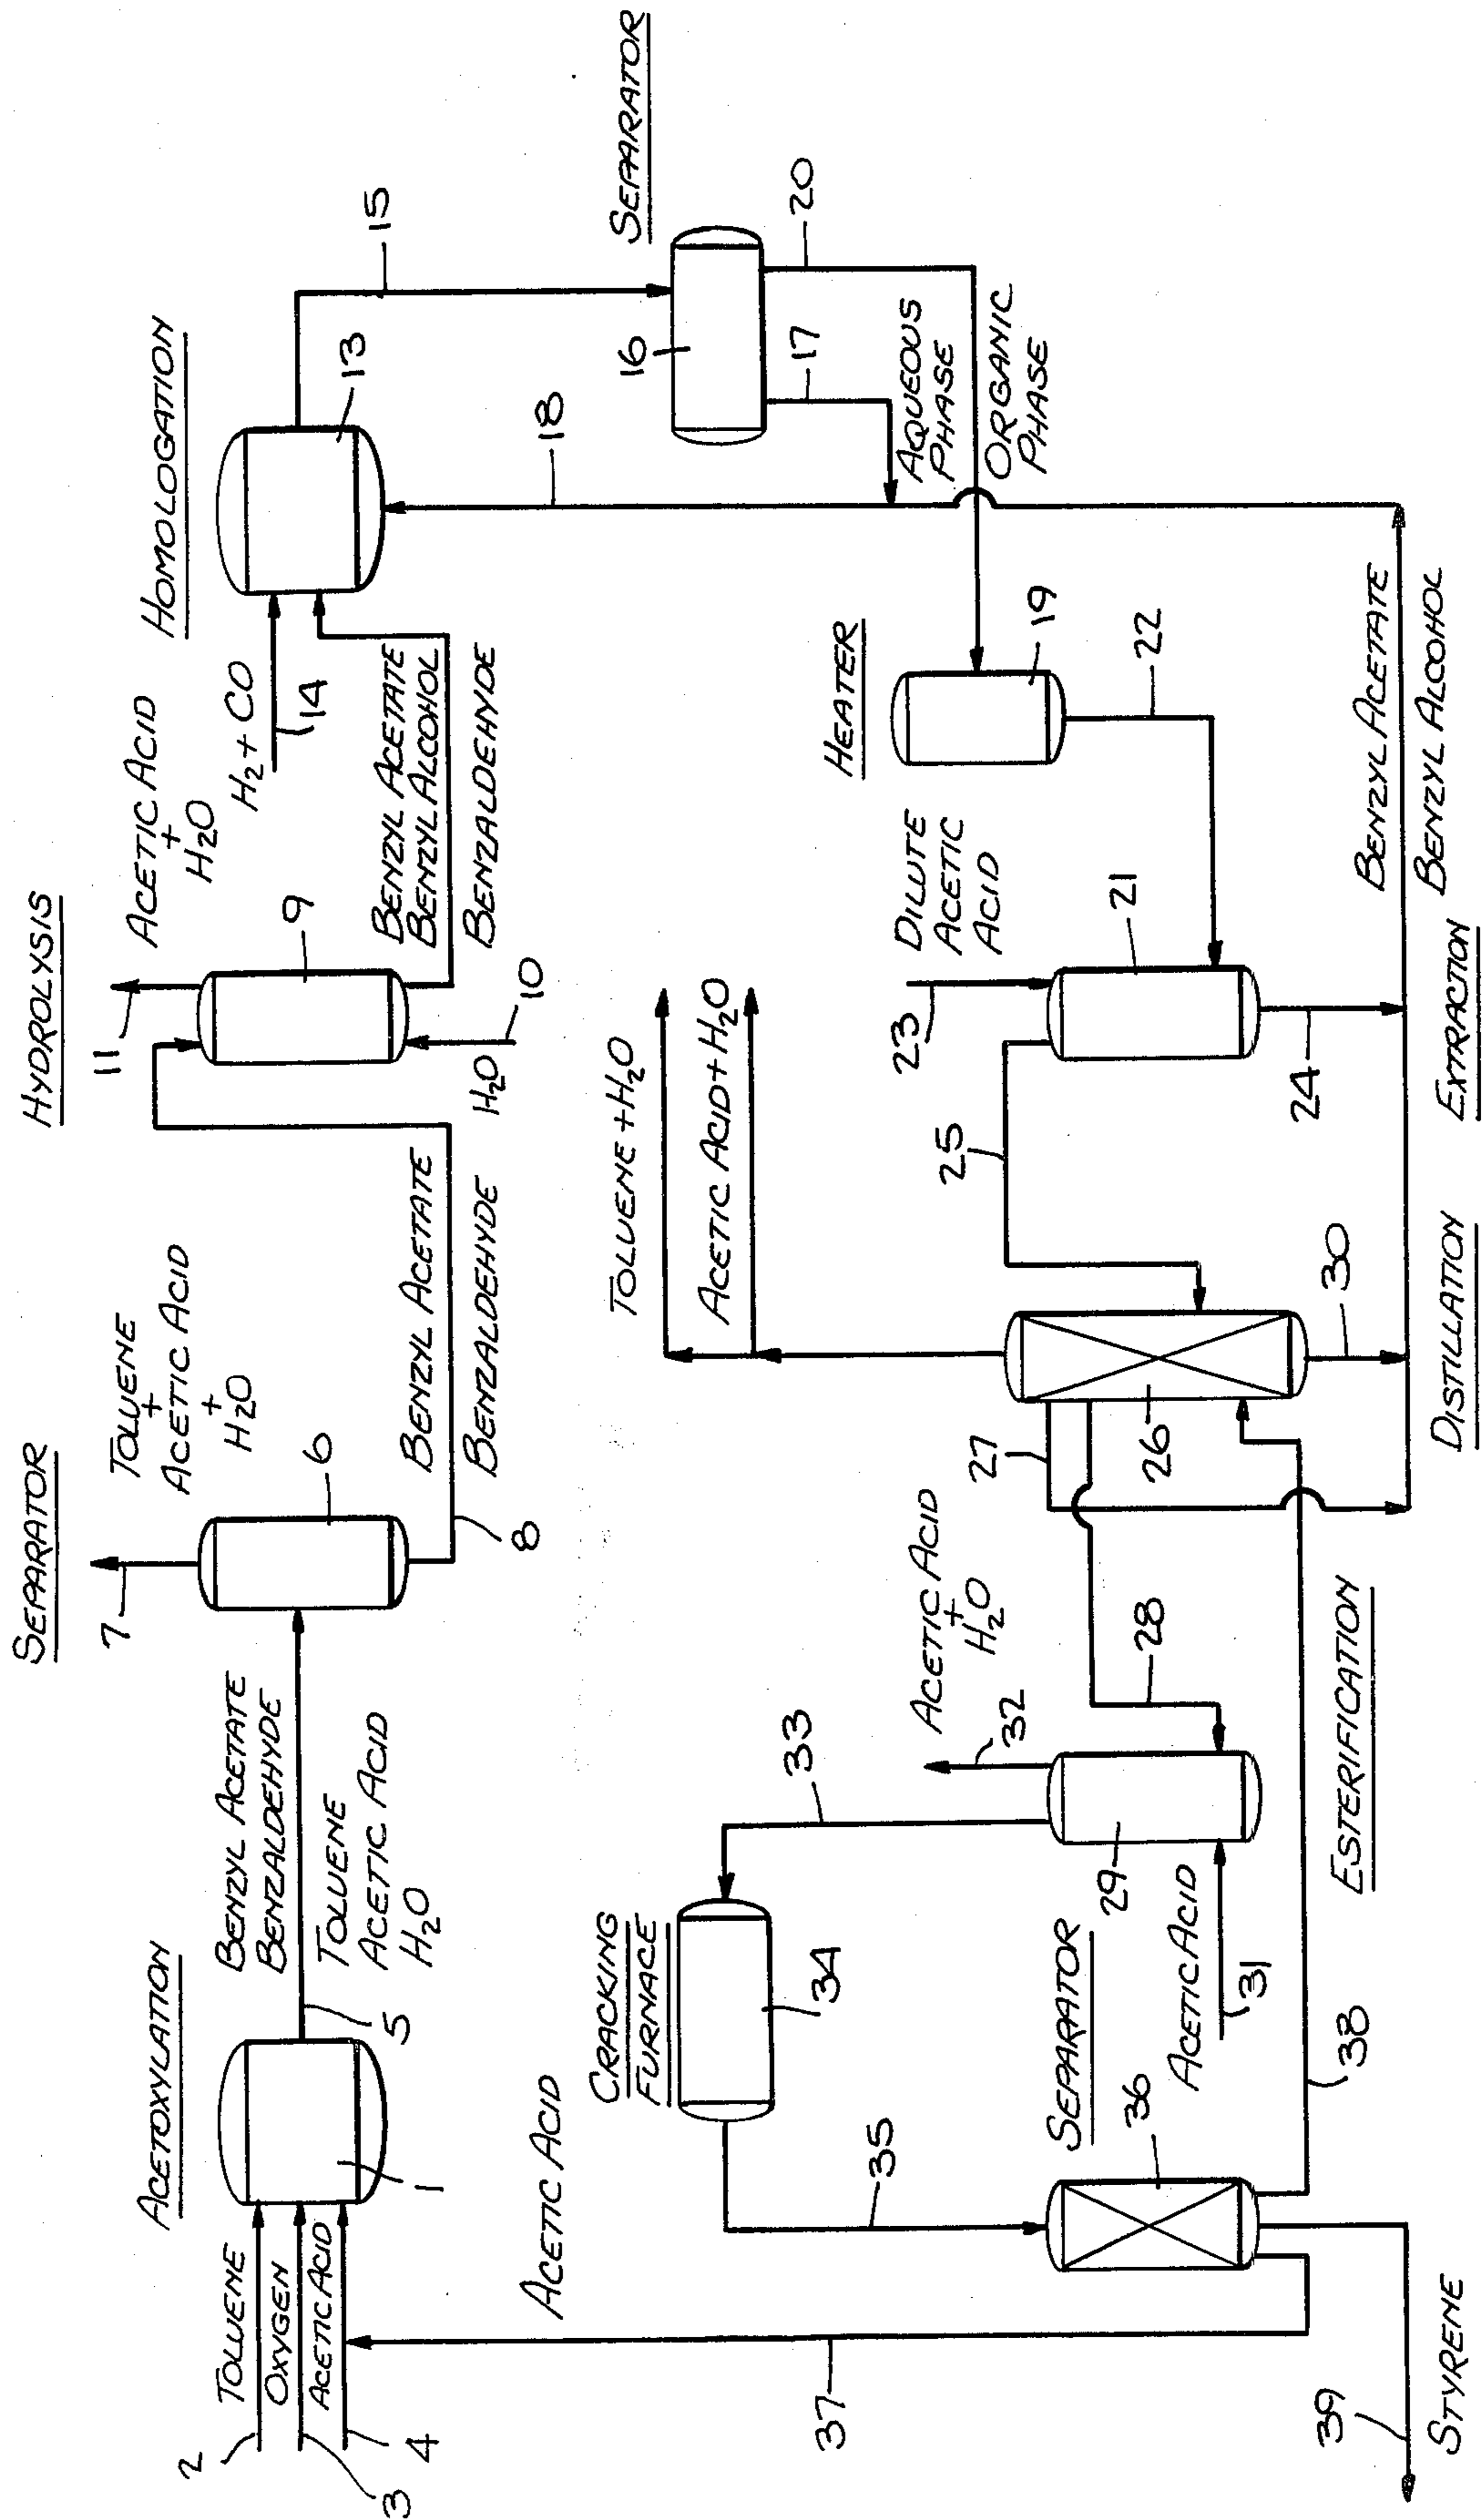 ACETOXYLATION
SEPARATOR
HYDROLYSIS
HOMOLOGATION
TOLUENE
OXYGEN
ACETIC ACID
2
3
4
1
5
BENZYL ACETATE
BENZALDEHYDE
TOLUENE
ACETIC ACID
H₂O
7
TOLUENE
+
ACETIC ACID
+
H₂O
6
8
BENZYL ACETATE
BENZALDEHYDE
11
ACETIC ACID
+
H₂O
9
H₂O
10
H₂ + CO
14
BENZYL ACETATE
BENZYL ALCOHOL
BENZALDEHYDE
13
15
18
SEPARATOR
16
17
20
AQUEOUS
PHASE
ORGANIC
PHASE
HEATER
19
22
DILUTE
ACETIC
ACID
23
21
24
25
EXTRACTION
TOLUENE + H₂O
ACETIC ACID + H₂O
26
27
30
DISTILLATION
BENZYL ACETATE
BENZYL ALCOHOL
28
ACETIC ACID
+
H₂O
32
29
ACETIC ACID
31
ESTERIFICATION
33
CRACKING
FURNACE
34
35
SEPARATOR
36
38
ACETIC ACID
37
39
STYRENE